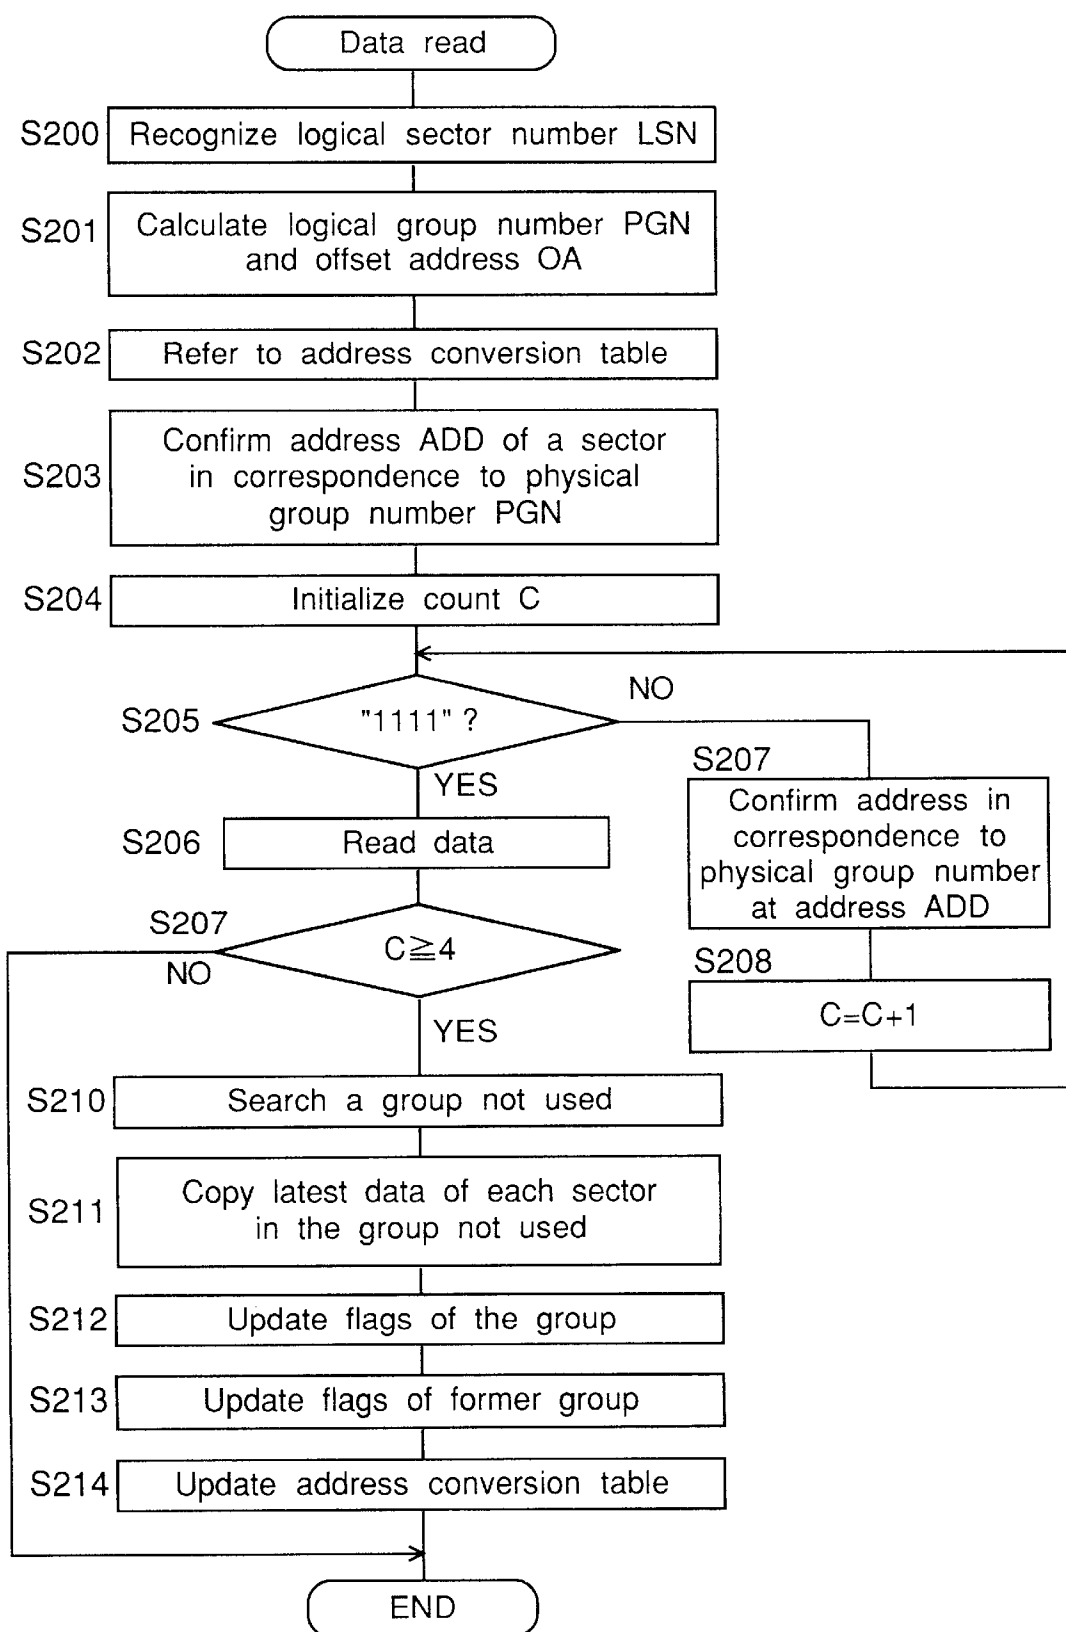 Data read
S200
Recognize logical sector number LSN
S201
Calculate logical group number PGN
and offset address OA
S202
Refer to address conversion table
S203
Confirm address ADD of a sector
in correspondence to physical
group number PGN
S204
Initialize count C
S205
"1111" ?
NO
YES
S207
Confirm address in
correspondence to
physical group number
at address ADD
S206
Read data
S207
C≧4
NO
YES
S208
C=C+1
S210
Search a group not used
S211
Copy latest data of each sector
in the group not used
S212
Update flags of the group
S213
Update flags of former group
S214
Update address conversion table
END